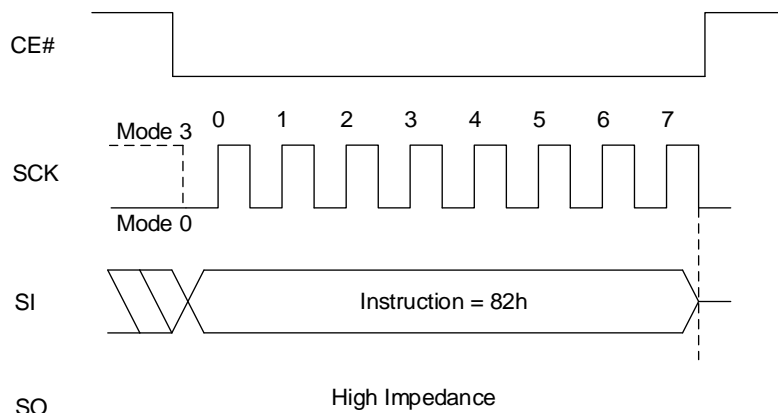 CE#
Mode 3
0 1 2 3 4 5 6 7
SCK
Mode 0
SI
Instruction = 82h
SO
High Impedance